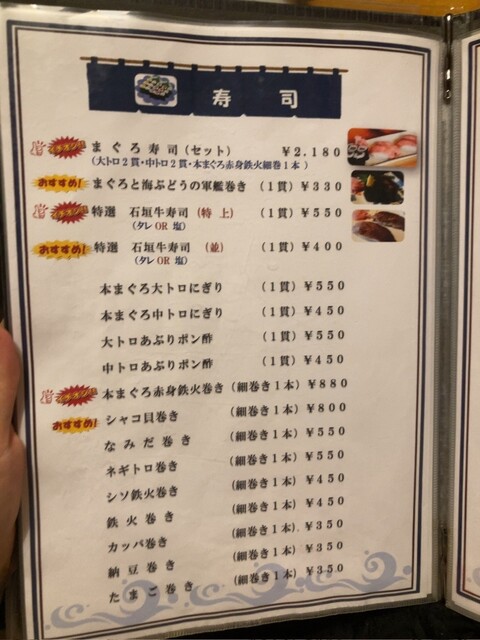 寿司
まぐろ寿司(セット) ￥2.180
(大トロ2貫・中トロ2貫・本まぐろ赤身鉄火細巻1本)
おすすめ! まぐろと海ぶどうの軍艦巻き (1貫)￥330
特選 石垣牛寿司(特上) (1貫)￥550
(タレOR塩)
おすすめ! 特選 石垣牛寿司 (並) (1貫)￥400
(タレOR塩)
本まぐろ大トロにぎり (1貫)￥550
本まぐろ中トロにぎり (1貫)￥450
大トロあぶりポン酢 (1貫)￥550
中トロあぶりポン酢 (1貫)￥450
本まぐろ赤身鉄火巻き(細巻き1本)￥880
おすすめ! シャコ貝巻き (細巻き1本)￥800
なみだ巻き (細巻き1本)￥550
ネギトロ巻き (細巻き1本)￥550
シソ鉄火巻き (細巻き1本)￥450
鉄火巻き (細巻き1本)￥450
カッパ巻き (細巻き1本).￥350
納豆巻き (細巻き1本)￥350
たまご巻き (細巻き1本)￥350